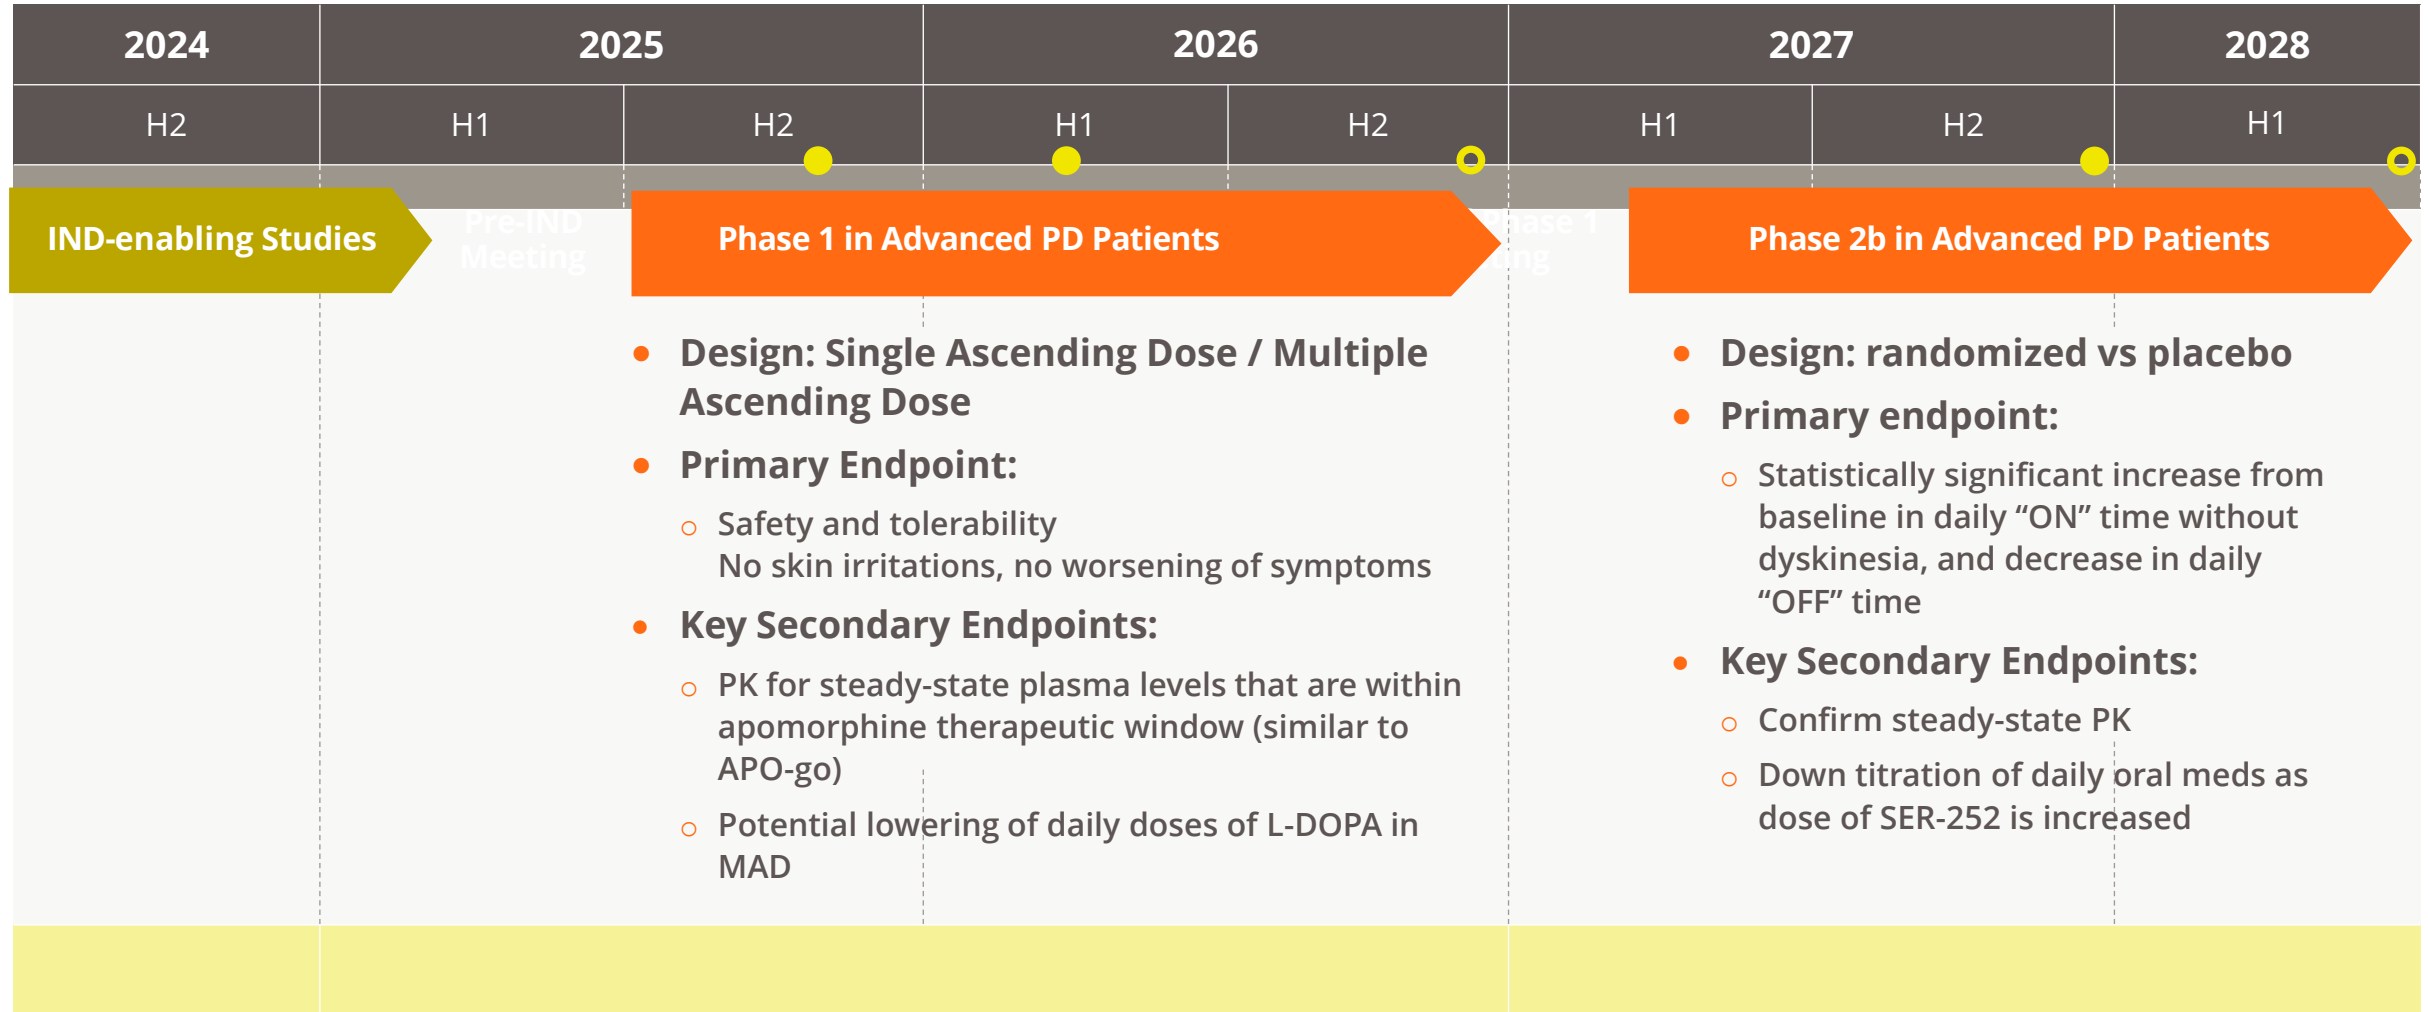 2024 2025 2026 2027 2028
H2 H1 H2 H1 H2 H1 H2 H1
IND-enabling Studies
Pre-IND
Meeting
Phase 1 in Advanced PD Patients
Phase 1
Phase 2b in Advanced PD Patients
• Design: Single Ascending Dose / Multiple
Ascending Dose
• Primary Endpoint:
○ Safety and tolerability
No skin irritations, no worsening of symptoms
• Key Secondary Endpoints:
○ PK for steady-state plasma levels that are within
apomorphine therapeutic window (similar to
APO-go)
○ Potential lowering of daily doses of L-DOPA in
MAD
• Design: randomized vs placebo
• Primary endpoint:
○ Statistically significant increase from
baseline in daily “ON” time without
dyskinesia, and decrease in daily
“OFF” time
• Key Secondary Endpoints:
○ Confirm steady-state PK
○ Down titration of daily oral meds as
dose of SER-252 is increased